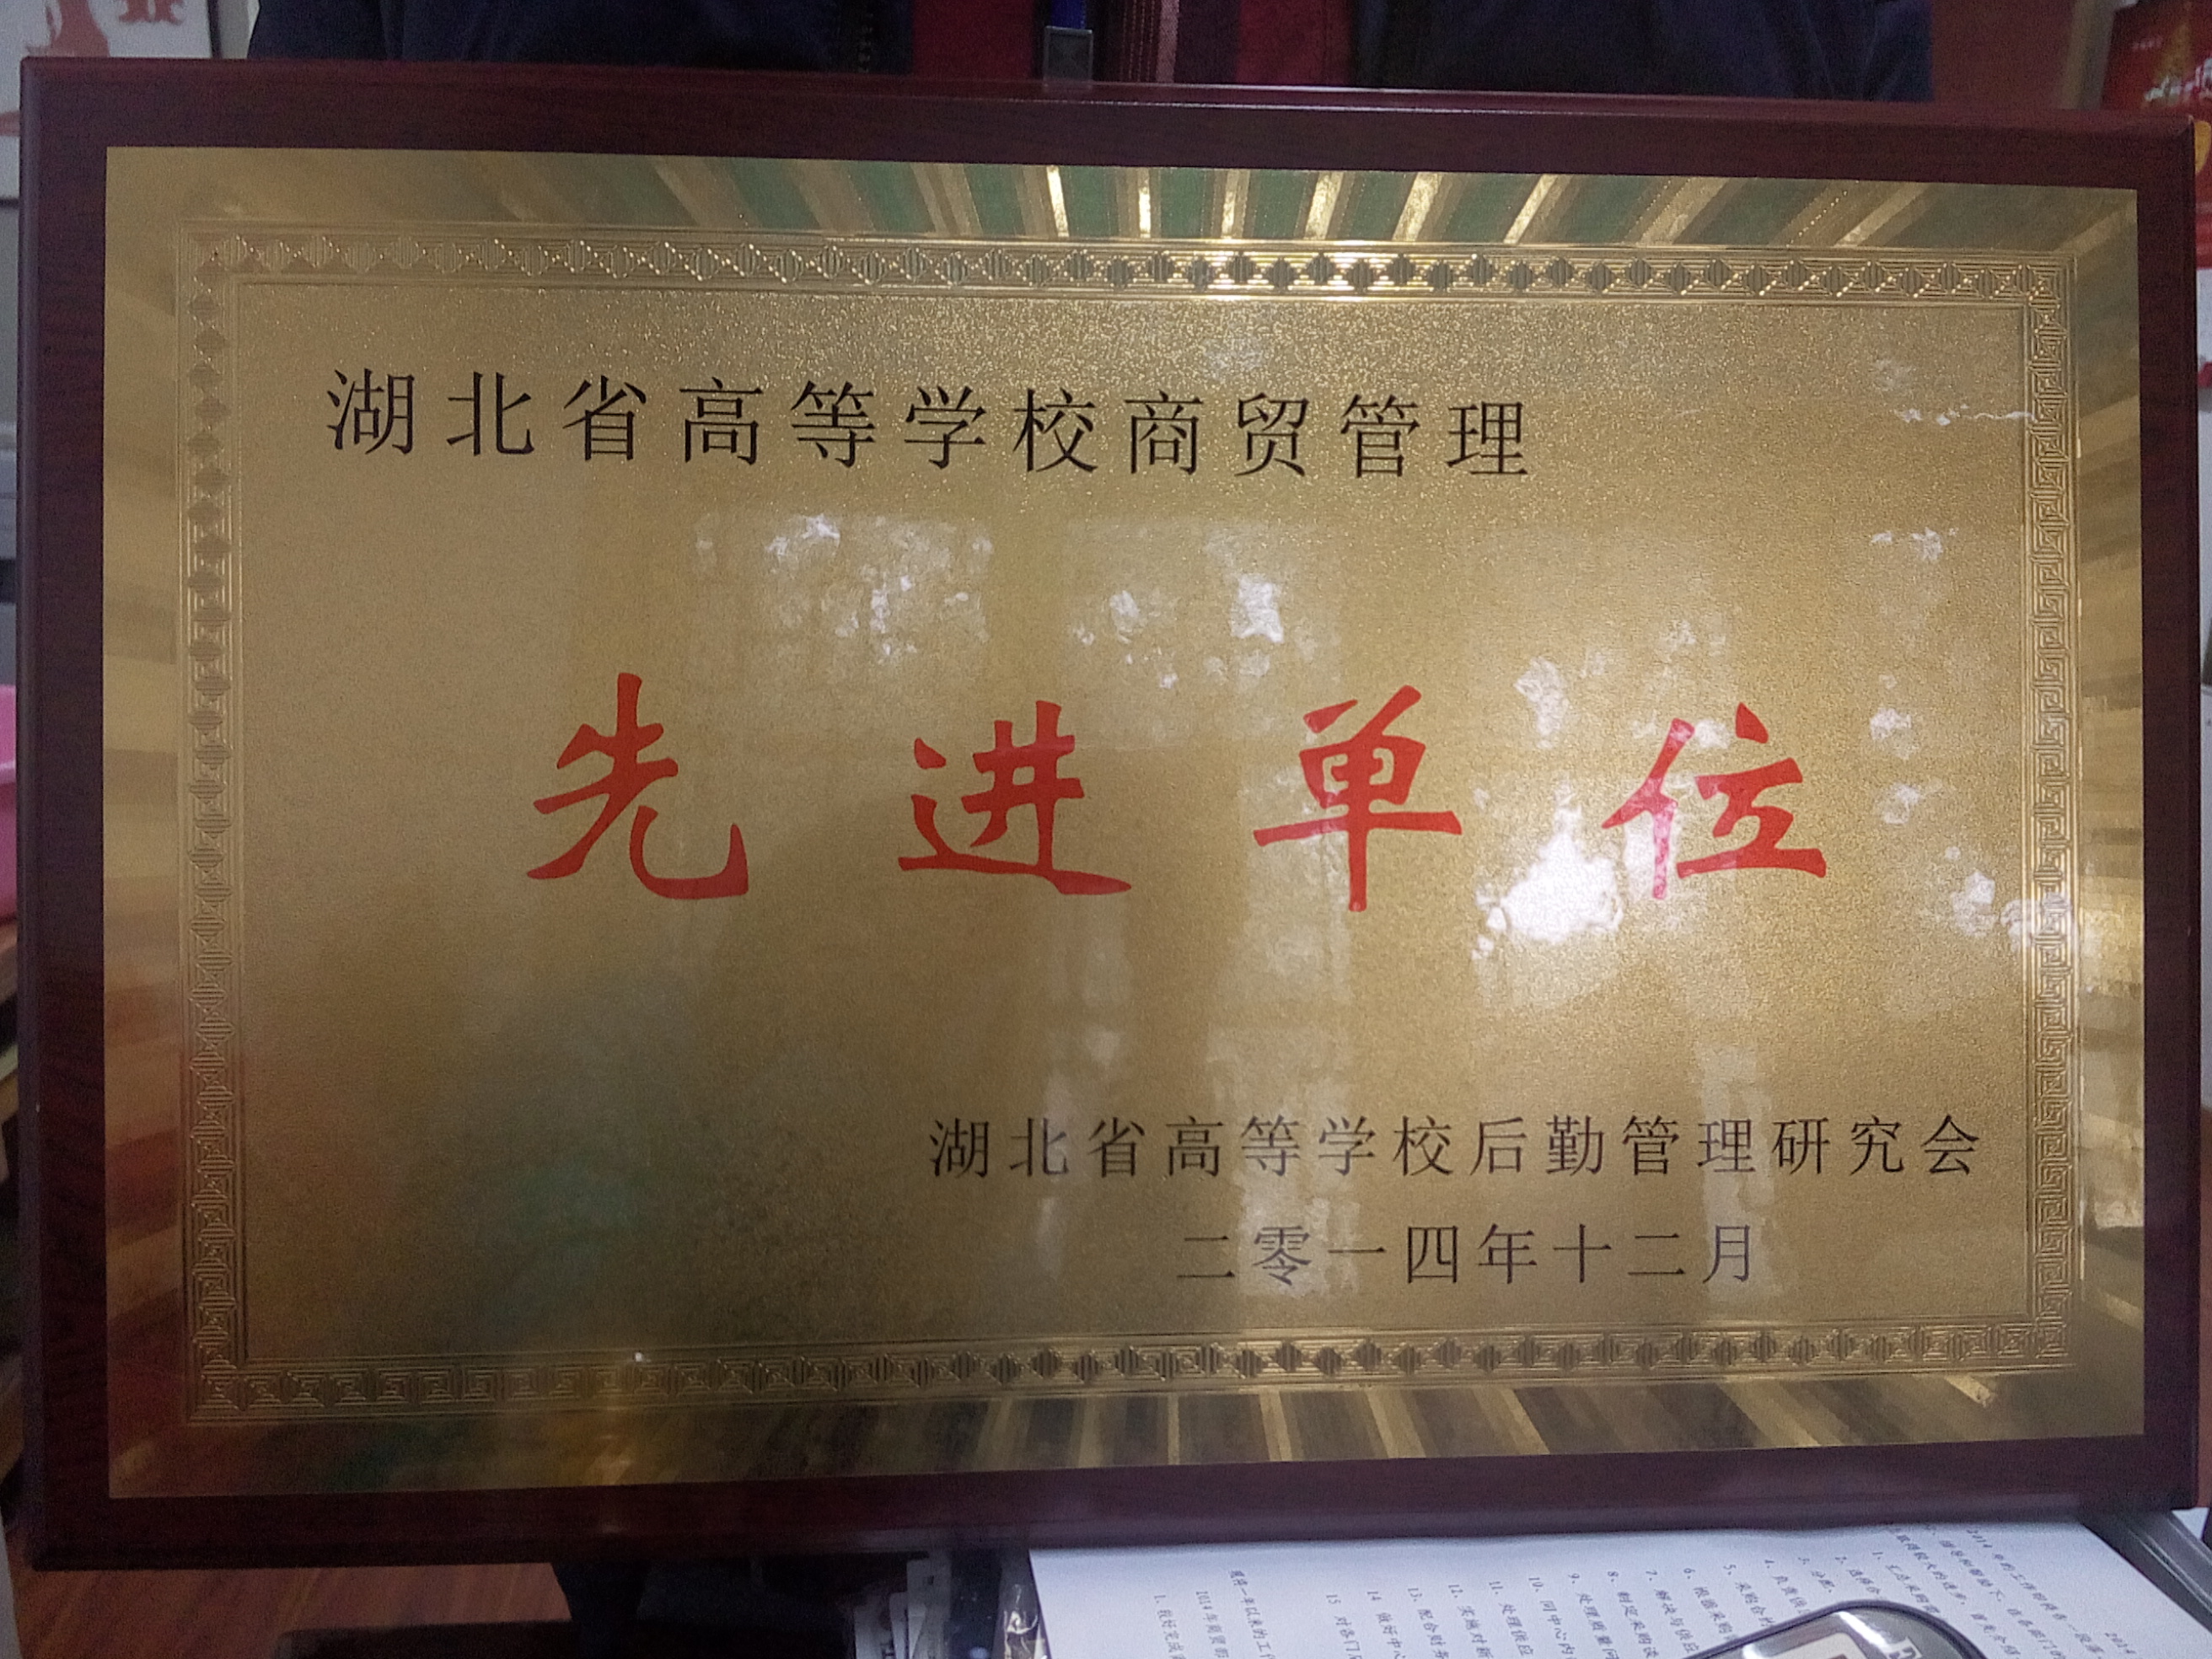 湖北省高等学校商贸管理
先进单位
湖北省高等学校后勤管理研究会
二零一四年十二月